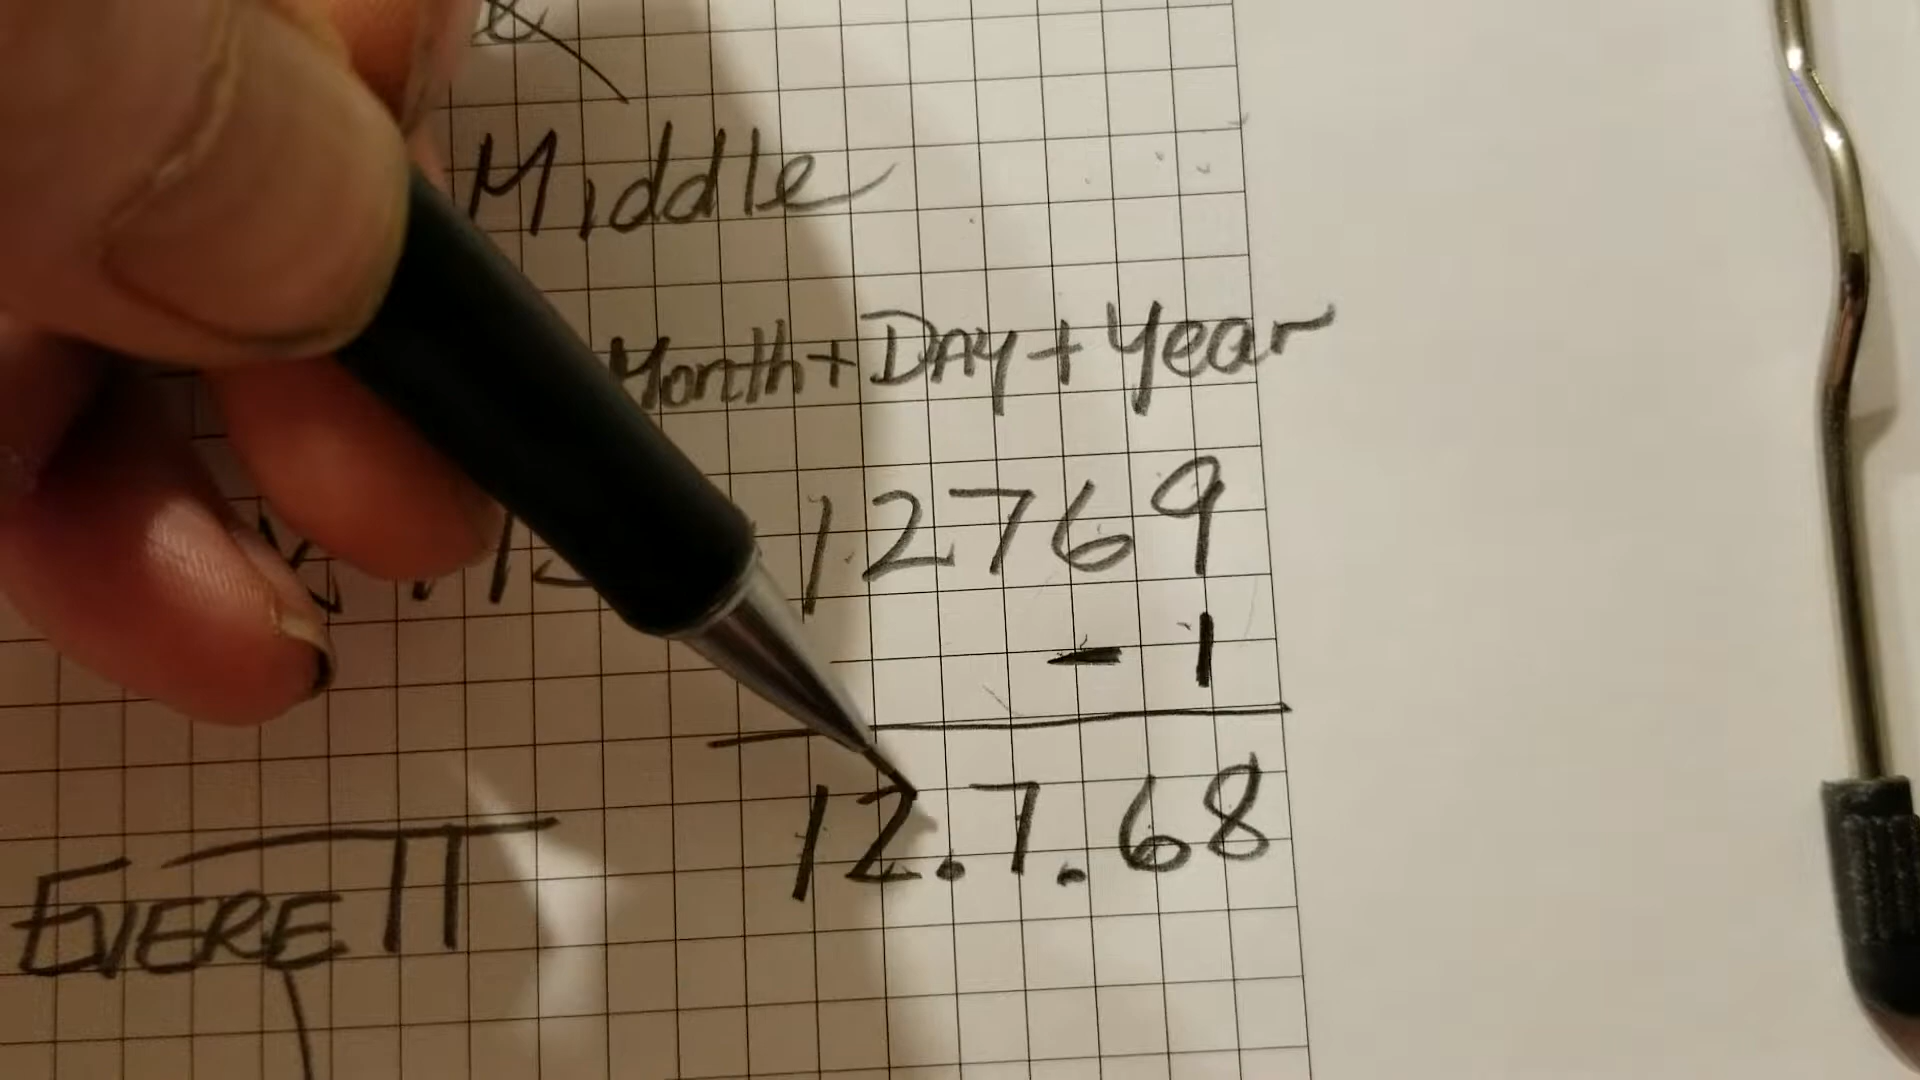 Middle
Month + DAY + Year
12769
- 1
12.7.68
EVERETT